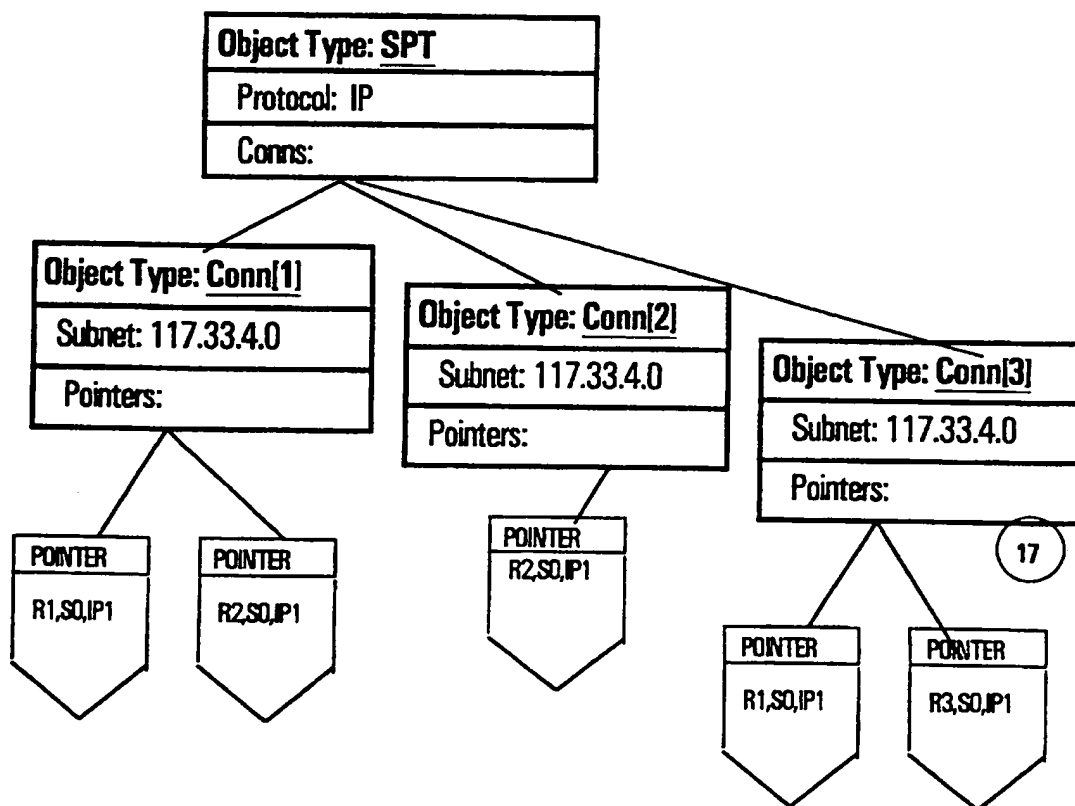 Object Type: SPT
Protocol: IP
Conns:
Object Type: Conn[1]
Subnet: 117.33.4.0
Pointers:
Object Type: Conn[2]
Subnet: 117.33.4.0
Pointers:
Object Type: Conn[3]
Subnet: 117.33.4.0
Pointers:
POINTER
R1,S0,IP1
POINTER
R2,S0,IP1
POINTER
R2,S0,IP1
17
POINTER
R1,S0,IP1
POINTER
R3,S0,IP1